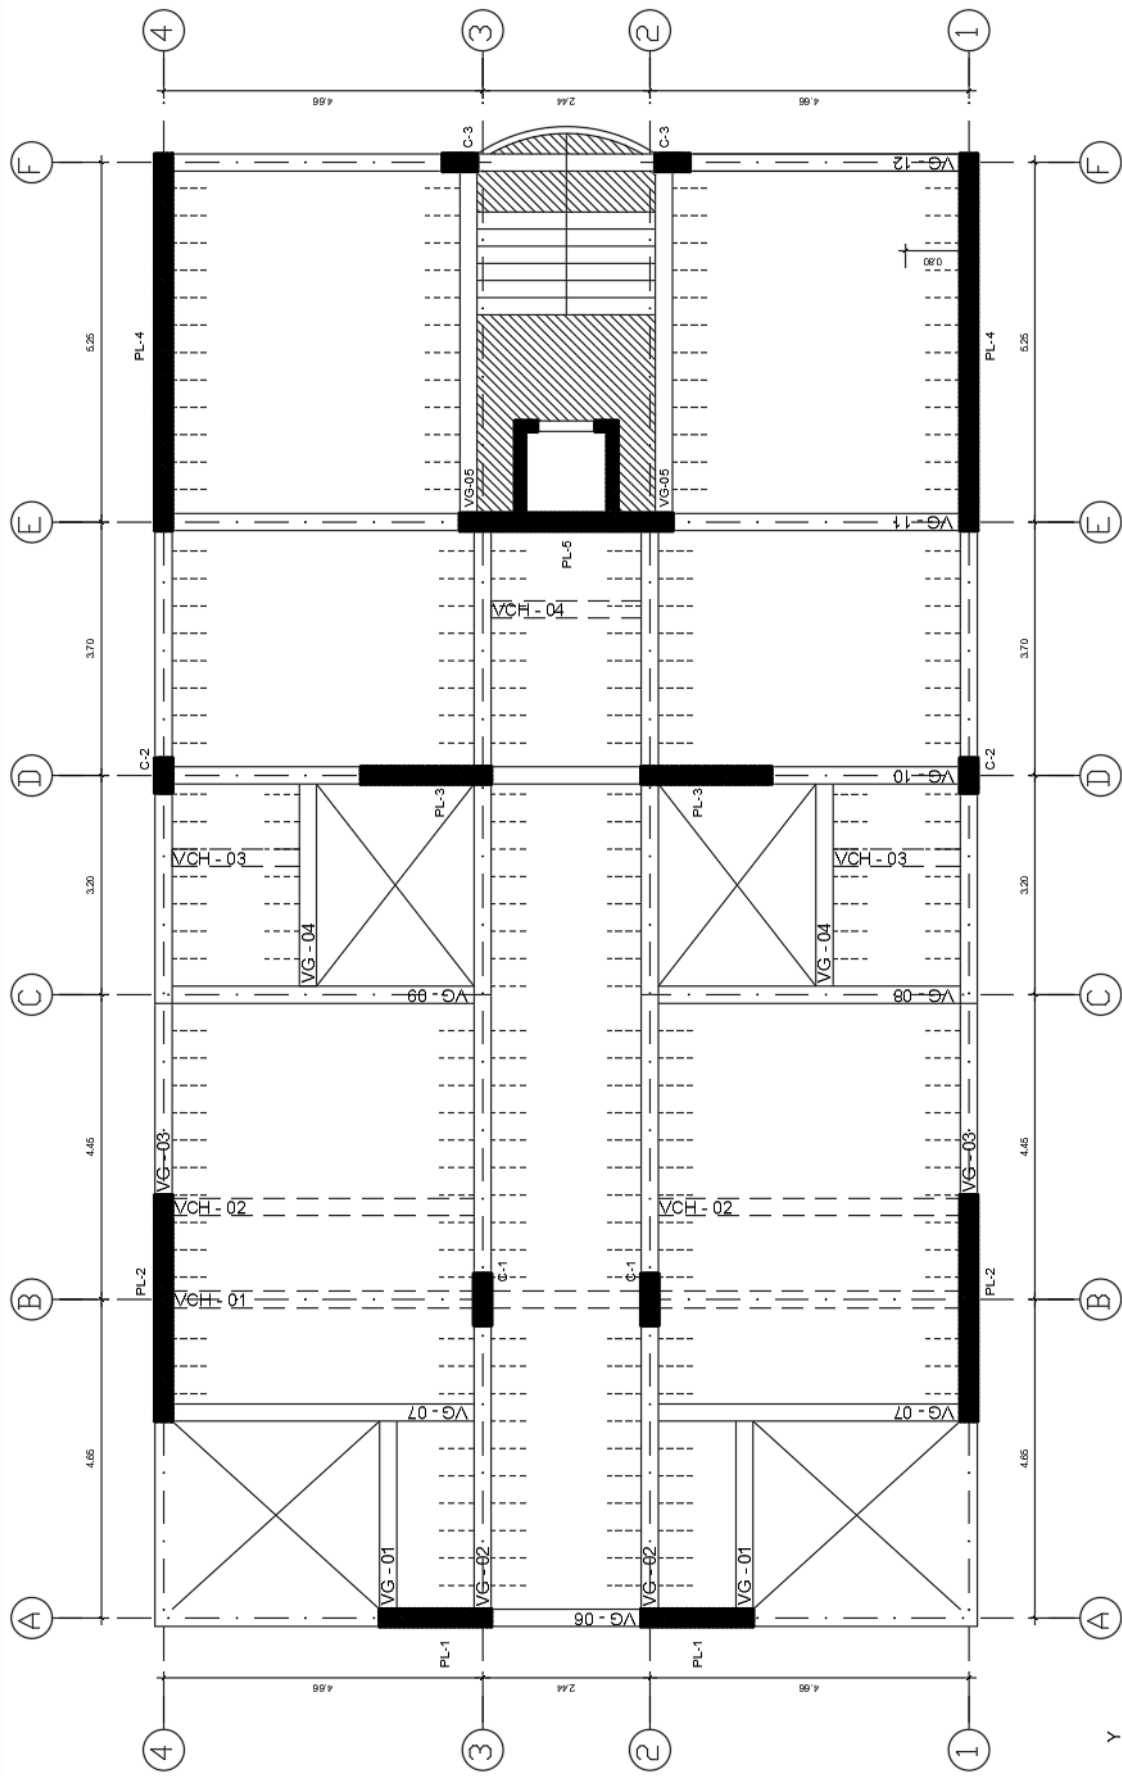 4
3
2
1
4.66
2.44
4.66
F
C-3
C-3
F
VG - 12
0.80
PL-4
PL-4
5.25
5.25
VG-05
VG-05
E
E
VG - 11
PL-5
VCH - 04
3.70
3.70
C-2
C-2
D
D
VG - 10
PL-3
PL-3
VCH - 03
VCH - 03
3.20
3.20
VG - 04
VG - 04
C
C
VG - 09
VG - 08
4.45
4.45
VG - 03
VG - 03
VCH - 02
VCH - 02
PL-2
C-1
C-1
PL-2
B
B
VCH - 01
VG - 07
VG - 07
4.65
4.65
VG - 01
VG - 02
VG - 02
VG - 01
A
A
VG - 06
PL-1
PL-1
4.66
2.44
4.66
4
3
2
1
Y